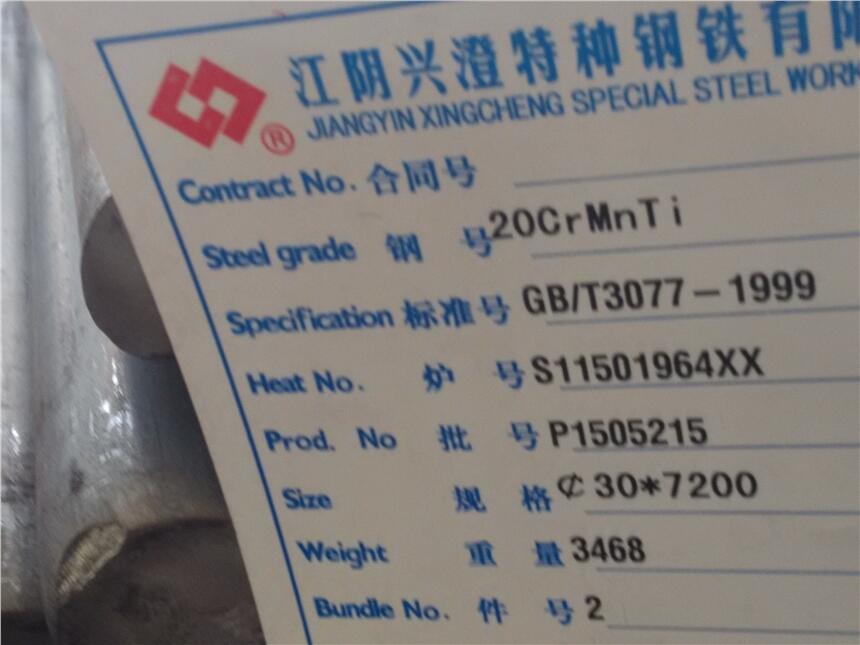 江阴兴澄特种钢铁有限
JIANGYIN XINGCHENG SPECIAL STEEL WORK
®
Contract No. 合同号
Steel grade 钢 号 20CrMnTi
Specification 标准号 GB/T3077-1999
Heat No. 炉 号 S11501964XX
Prod. No 批 号 P1505215
Size 规 格 ¢30*7200
Weight 重 量 3468
Bundle No. 件 号 2